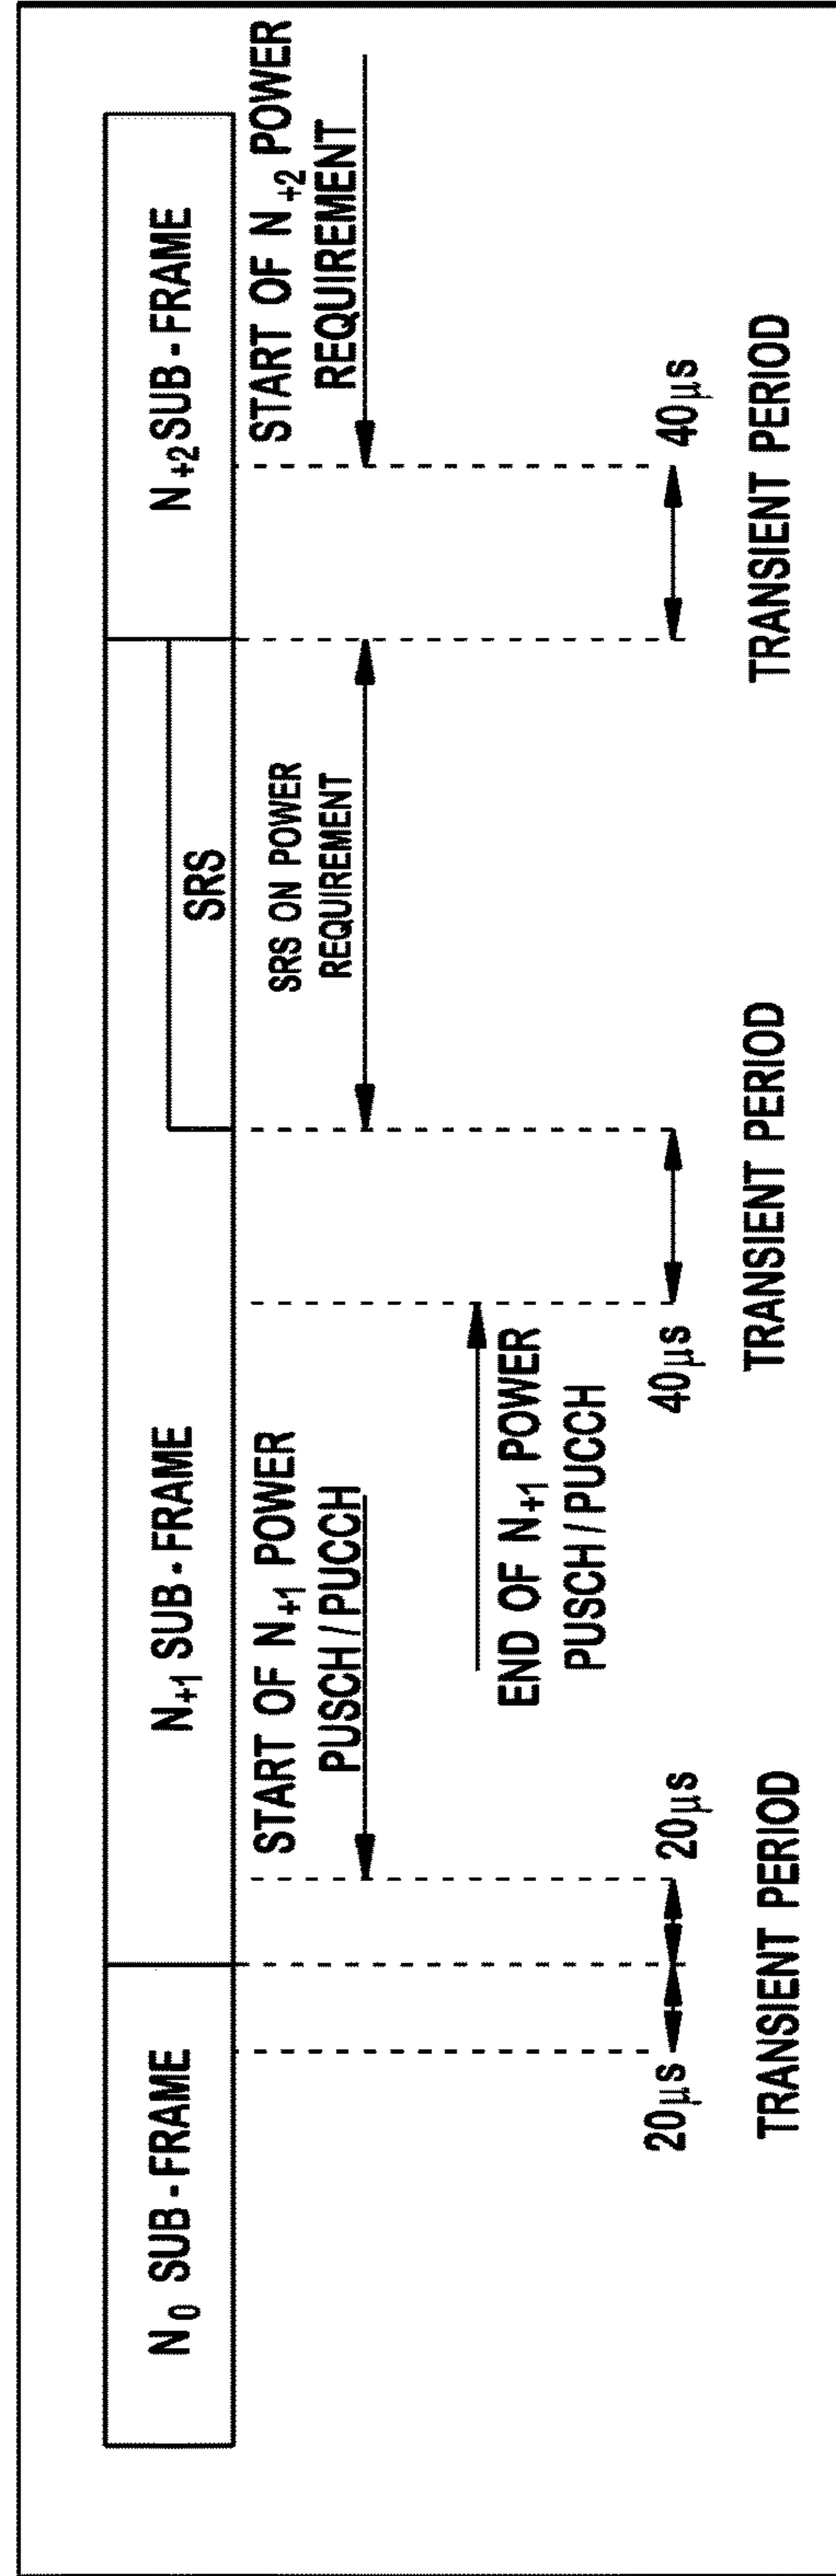 N0 SUB-FRAME
N+1 SUB-FRAME
SRS
N+2 SUB-FRAME
START OF N+1 POWER
PUSCH/PUCCH
SRS ON POWER
REQUIREMENT
START OF N+2 POWER
REQUIREMENT
END OF N+1 POWER
PUSCH/PUCCH
20μs
20μs
40μs
40μs
TRANSIENT PERIOD
TRANSIENT PERIOD
TRANSIENT PERIOD